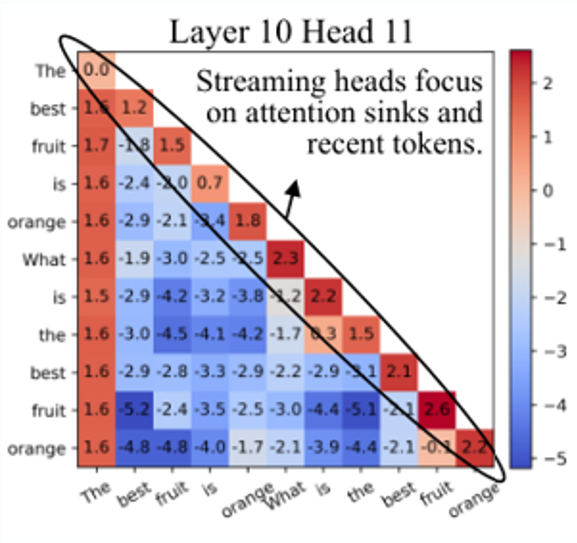 Layer 10 Head 11
Streaming heads focus
on attention sinks and
recent tokens.
The 0.0
best 1.6 1.2
fruit 1.7 -1.8 1.5
is 1.6 -2.4 -2.0 0.7
orange 1.6 -2.9 -2.1 -3.4 1.8
What 1.6 -1.9 -3.0 -2.5 -2.5 2.3
is 1.5 -2.9 -4.2 -3.2 -3.8 -1.2 2.2
the 1.6 -3.0 -4.5 -4.1 -4.2 -1.7 0.3 1.5
best 1.6 -2.9 -2.8 -3.3 -2.9 -2.2 -2.9 -3.1 2.1
fruit 1.6 -5.2 -2.4 -3.5 -2.5 -3.0 -4.4 -5.1 -2.1 2.6
orange 1.6 -4.8 -4.8 -4.0 -1.7 -2.1 -3.9 -4.4 -2.1 -0.1 2.2
The best fruit is orange What is the best fruit orange
2
1
0
−1
−2
−3
−4
−5